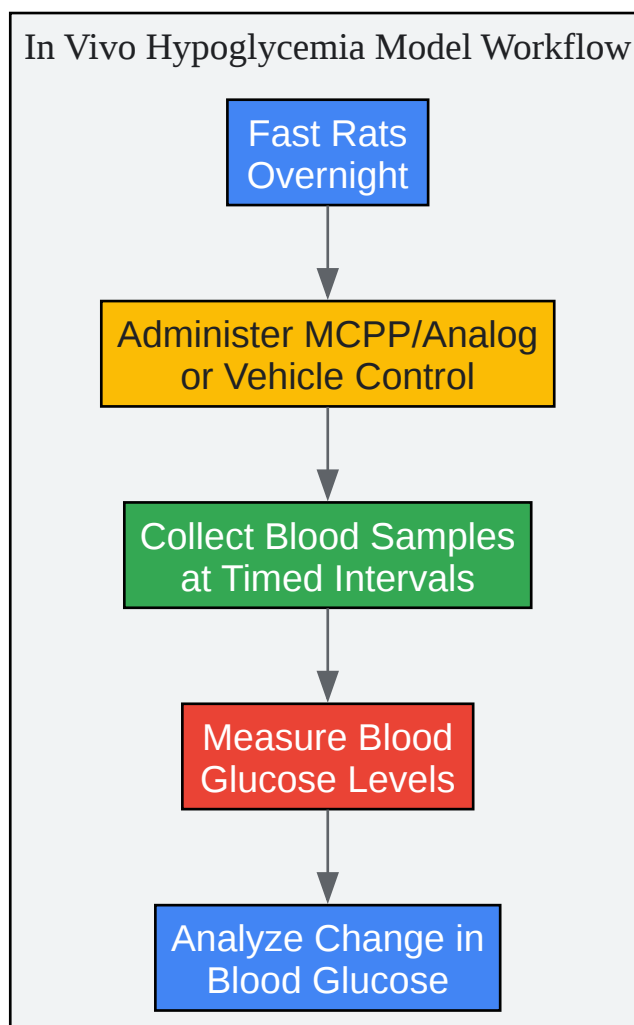 In Vivo Hypoglycemia Model Workflow
Fast Rats
Overnight
Administer MCPP/Analog
or Vehicle Control
Collect Blood Samples
at Timed Intervals
Measure Blood
Glucose Levels
Analyze Change in
Blood Glucose